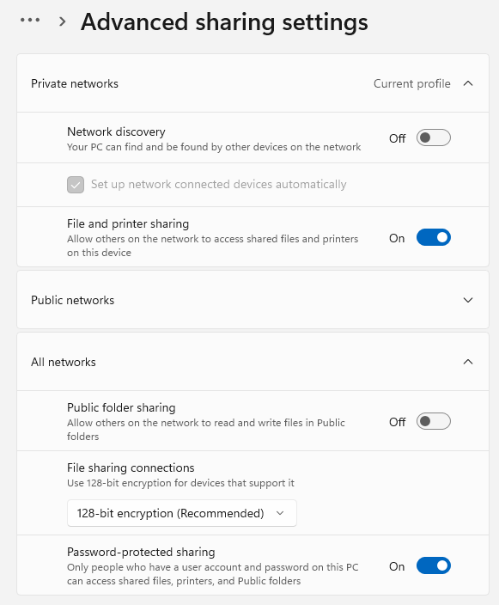 ••• > Advanced sharing settings
Private networks Current profile
Network discovery
Your PC can find and be found by other devices on the network
Off
Set up network connected devices automatically
File and printer sharing
Allow others on the network to access shared files and printers
on this device
On
Public networks
All networks
Public folder sharing
Allow others on the network to read and write files in Public
folders
Off
File sharing connections
Use 128-bit encryption for devices that support it
128-bit encryption (Recommended)
Password-protected sharing
Only people who have a user account and password on this PC
can access shared files, printers, and Public folders
On